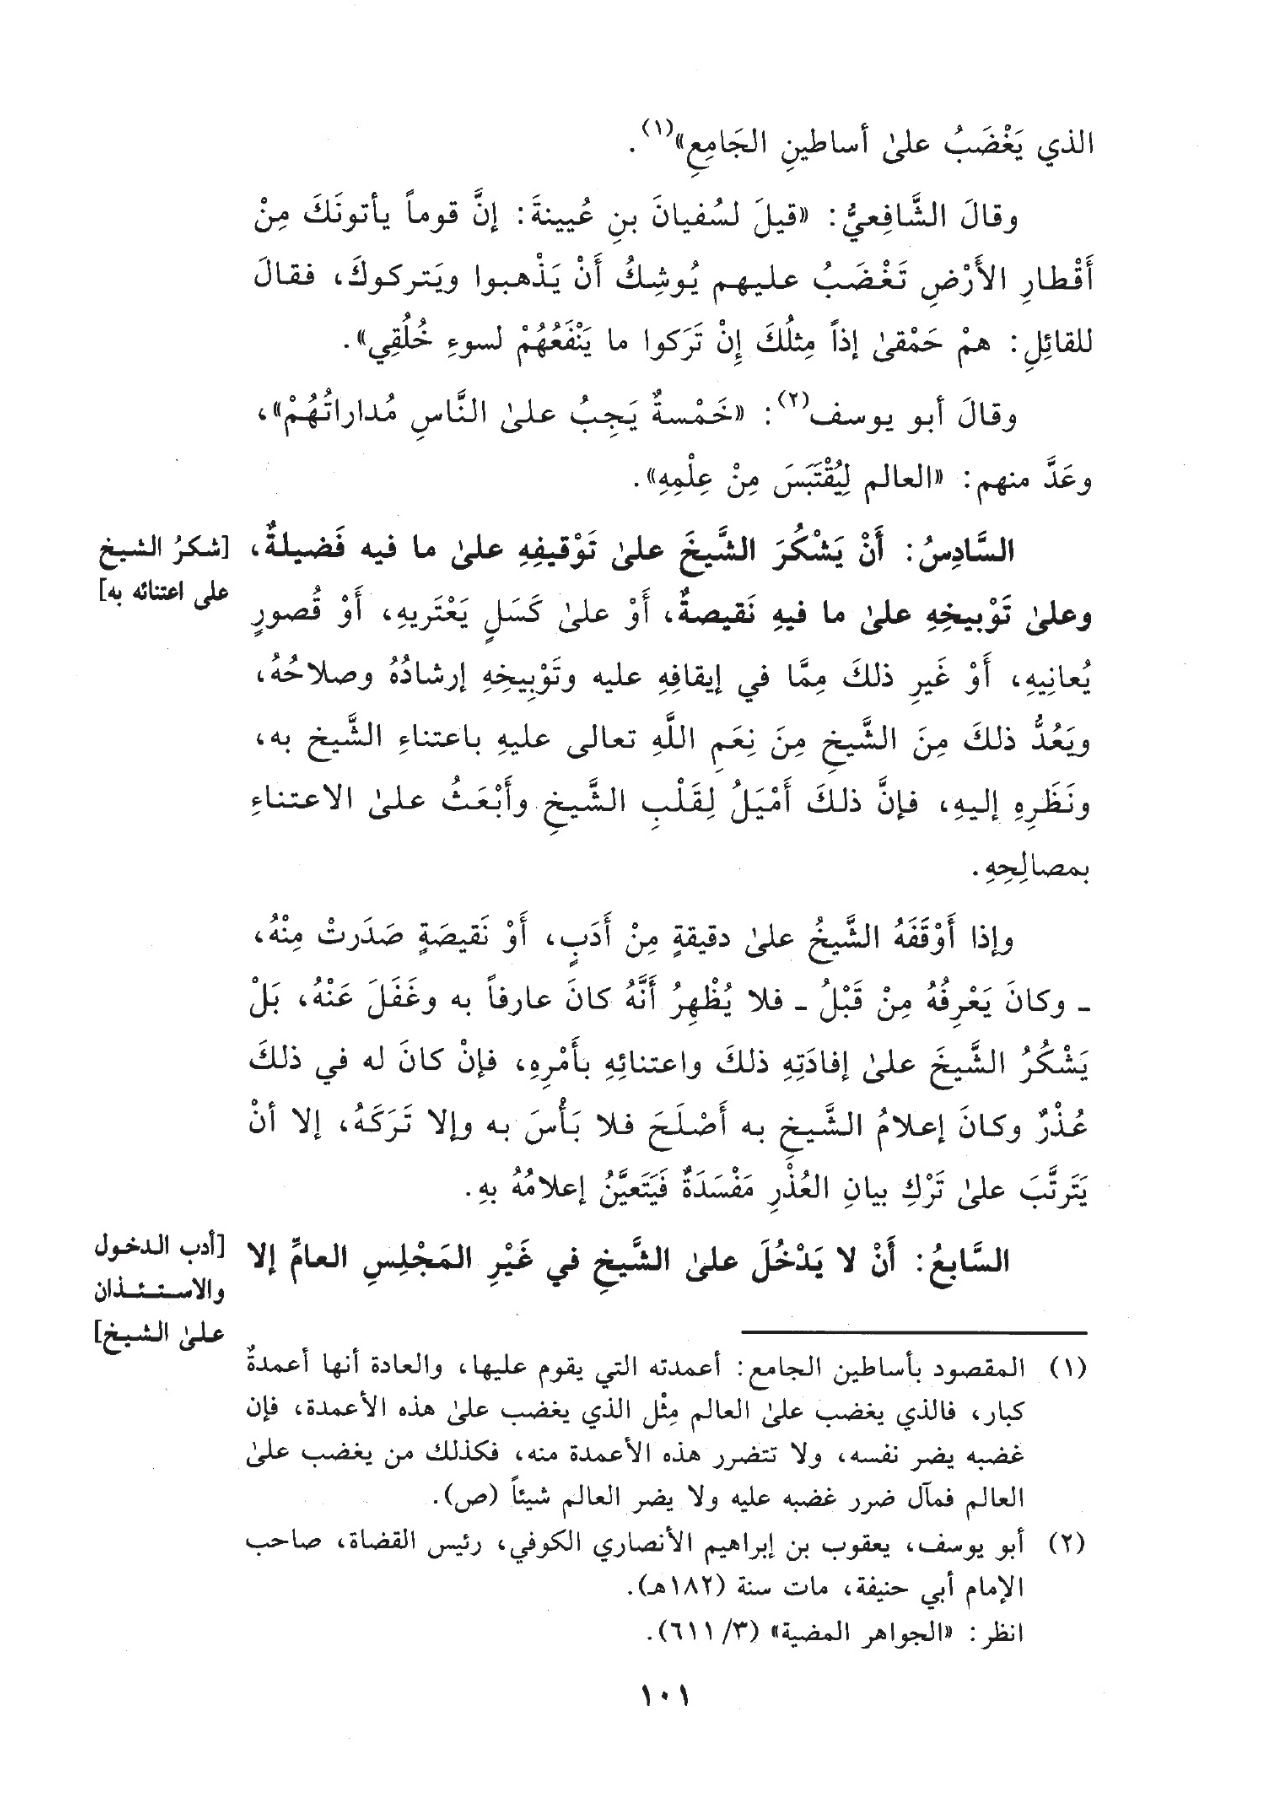 الذي يَغْضَبُ علىٰ أساطينِ الجَامِعِ»(١).
وقالَ الشَّافِعيُّ: «قيلَ لسُفيانَ بنِ عُيينةَ: إنَّ قوماً يأتونَكَ مِنْ
أَقْطارِ الأَرْضِ تَغْضَبُ عليهم يُوشِكُ أَنْ يَذْهبوا ويَتركوكَ، فقالَ
للقائِلِ: همْ حَمْقىٰ إذاً مِثلُكَ إِنْ تَرَكوا ما يَنْفَعُهُمْ لسوءِ خُلُقِي».
وقالَ أبو يوسف(٢): «خَمْسةٌ يَجِبُ علىٰ النَّاسِ مُداراتُهُمْ»،
وعَدَّ منهم: «العالم لِيُقْتَبَسَ مِنْ عِلْمِهِ».
السَّادِسُ: أَنْ يَشْكُرَ الشَّيخَ علىٰ تَوْقيفِهِ علىٰ ما فيه فَضيلةٌ،
[شكرُ الشيخ
على اعتنائه به]
وعلىٰ تَوْبيخِهِ علىٰ ما فيهِ نَقيصةٌ، أَوْ علىٰ كَسَلٍ يَعْتَريهِ، أَوْ قُصورٍ
يُعانِيهِ، أَوْ غَيرِ ذلكَ مِمَّا في إيقافِهِ عليه وتَوْبِيخِهِ إرشادُهُ وصلاحُهُ،
ويَعُدُّ ذلكَ مِنَ الشَّيخِ مِنَ نِعَمِ اللَّهِ تعالى عليهِ باعتناءِ الشَّيخ به،
ونَظَرِهِ إليهِ، فإنَّ ذلكَ أَمْيَلُ لِقَلْبِ الشَّيخِ وأَبْعَثُ علىٰ الاعتناءِ
بمصالِحِهِ.
وإذا أَوْقَفَهُ الشَّيخُ علىٰ دقيقةٍ مِنْ أَدَبٍ، أَوْ نَقيصَةٍ صَدَرتْ مِنْهُ،
ـ وكانَ يَعْرِفُهُ مِنْ قَبْلُ ـ فلا يُظْهِرُ أَنَّهُ كانَ عارفاً به وغَفَلَ عَنْهُ، بَلْ
يَشْكُرُ الشَّيخَ علىٰ إفادَتِهِ ذلكَ واعتنائِهِ بأَمْرِهِ، فإنْ كانَ له في ذلكَ
عُذْرٌ وكانَ إعلامُ الشَّيخِ به أَصْلَحَ فلا بَأْسَ به وإلا تَرَكَهُ، إلا أنْ
يَتَرتَّبَ علىٰ تَرْكِ بيانِ العُذْرِ مَفْسَدَةٌ فَيَتَعيَّنُ إعلامُهُ بهِ.
السَّابعُ: أَنْ لا يَدْخُلَ علىٰ الشَّيخِ في غَيْرِ المَجْلِسِ العامِّ إلا
[أدب الدخول
والاستئذان
علىٰ الشيخ]
(١) المقصود بأساطين الجامع: أعمدته التي يقوم عليها، والعادة أنها أعمدةٌ
كبار، فالذي يغضب علىٰ العالم مِثْل الذي يغضب علىٰ هذه الأعمدة، فإن
غضبه يضر نفسه، ولا تتضرر هذه الأعمدة منه، فكذلك من يغضب علىٰ
العالم فمآل ضرر غضبه عليه ولا يضر العالم شيئاً (ص).
(٢) أبو يوسف، يعقوب بن إبراهيم الأنصاري الكوفي، رئيس القضاة، صاحب
الإمام أبي حنيفة، مات سنة (١٨٢هـ).
انظر: «الجواهر المضية» (٣/ ٦١١).
١٠١